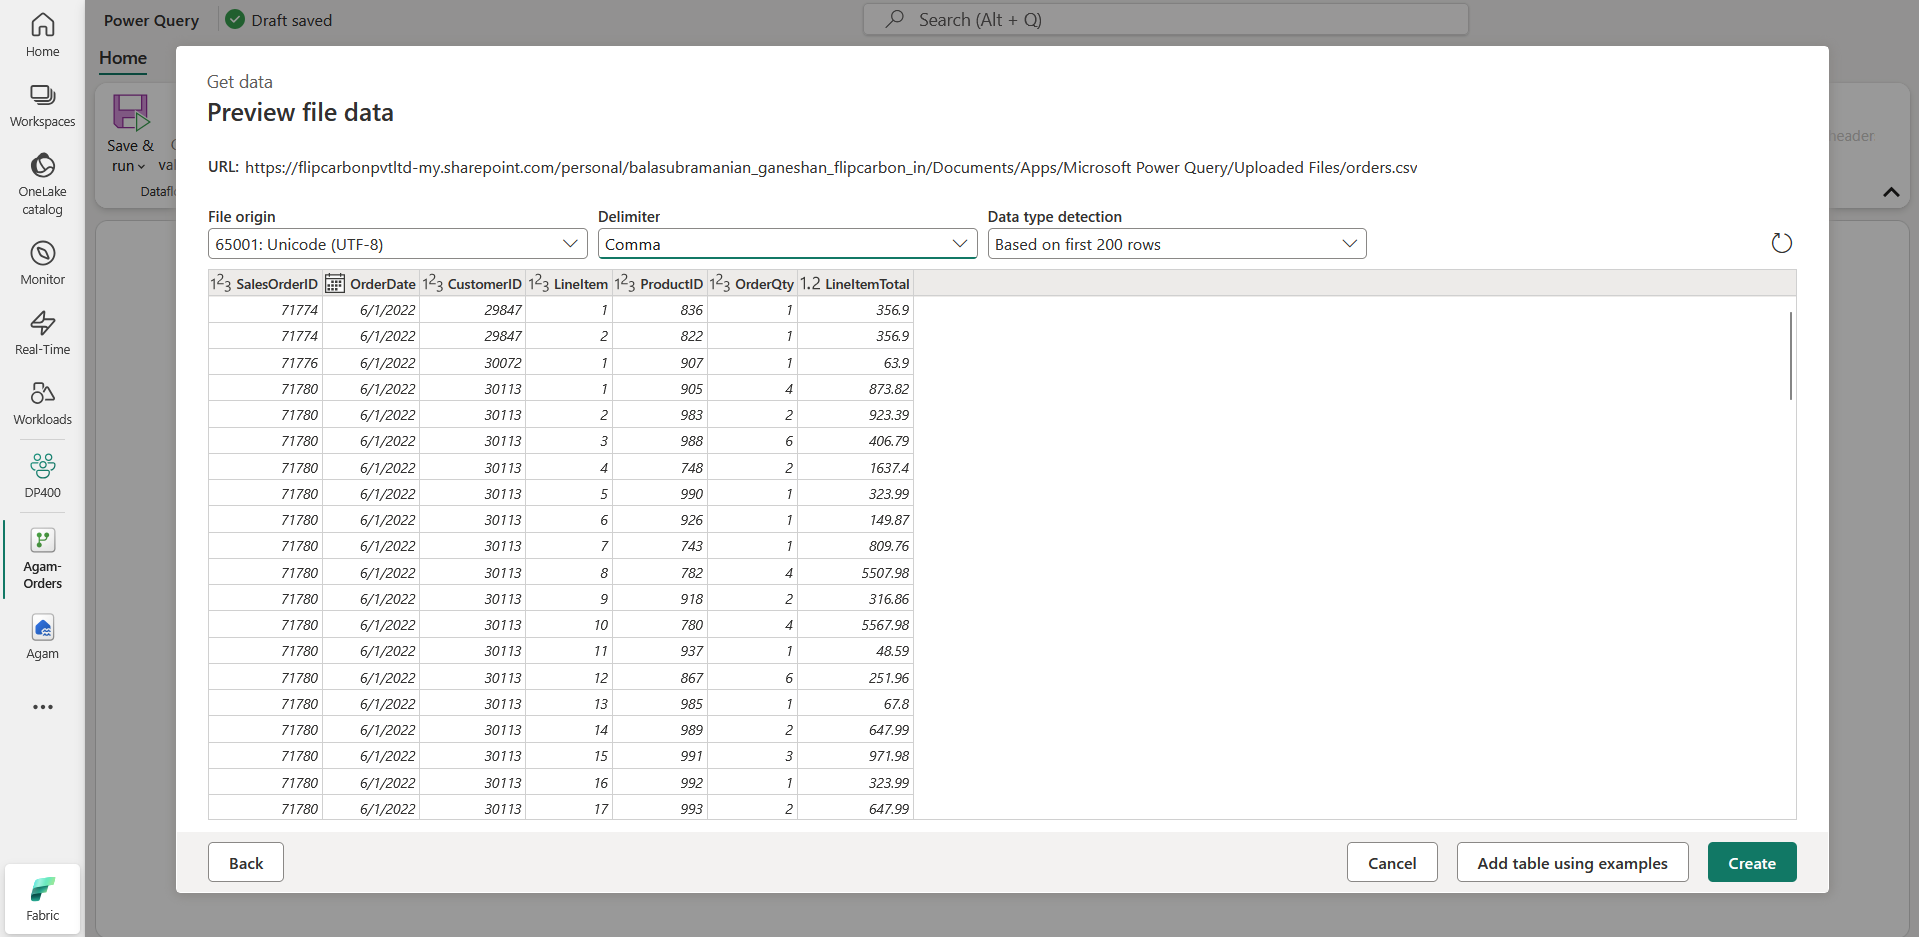 Home
Workspaces
OneLake
catalog
Monitor
Real-Time
Workloads
DP400
Agam-
Orders
Agam
Fabric
Power Query Draft saved Search (Alt + Q)
Home
Save &
run
val
Datafl
header
Get data
Preview file data
URL: https://flipcarbonpvtltd-my.sharepoint.com/personal/balasubramanian_ganeshan_flipcarbon_in/Documents/Apps/Microsoft Power Query/Uploaded Files/orders.csv
File origin Delimiter Data type detection
65001: Unicode (UTF-8) Comma Based on first 200 rows
123 SalesOrderID OrderDate 123 CustomerID 123 LineItem 123 ProductID 123 OrderQty 1.2 LineItemTotal
71774 6/1/2022 29847 1 836 1 356.9
71774 6/1/2022 29847 2 822 1 356.9
71776 6/1/2022 30072 1 907 1 63.9
71780 6/1/2022 30113 1 905 4 873.82
71780 6/1/2022 30113 2 983 2 923.39
71780 6/1/2022 30113 3 988 6 406.79
71780 6/1/2022 30113 4 748 2 1637.4
71780 6/1/2022 30113 5 990 1 323.99
71780 6/1/2022 30113 6 926 1 149.87
71780 6/1/2022 30113 7 743 1 809.76
71780 6/1/2022 30113 8 782 4 5507.98
71780 6/1/2022 30113 9 918 2 316.86
71780 6/1/2022 30113 10 780 4 5567.98
71780 6/1/2022 30113 11 937 1 48.59
71780 6/1/2022 30113 12 867 6 251.96
71780 6/1/2022 30113 13 985 1 67.8
71780 6/1/2022 30113 14 989 2 647.99
71780 6/1/2022 30113 15 991 3 971.98
71780 6/1/2022 30113 16 992 1 323.99
71780 6/1/2022 30113 17 993 2 647.99
Back Cancel Add table using examples Create